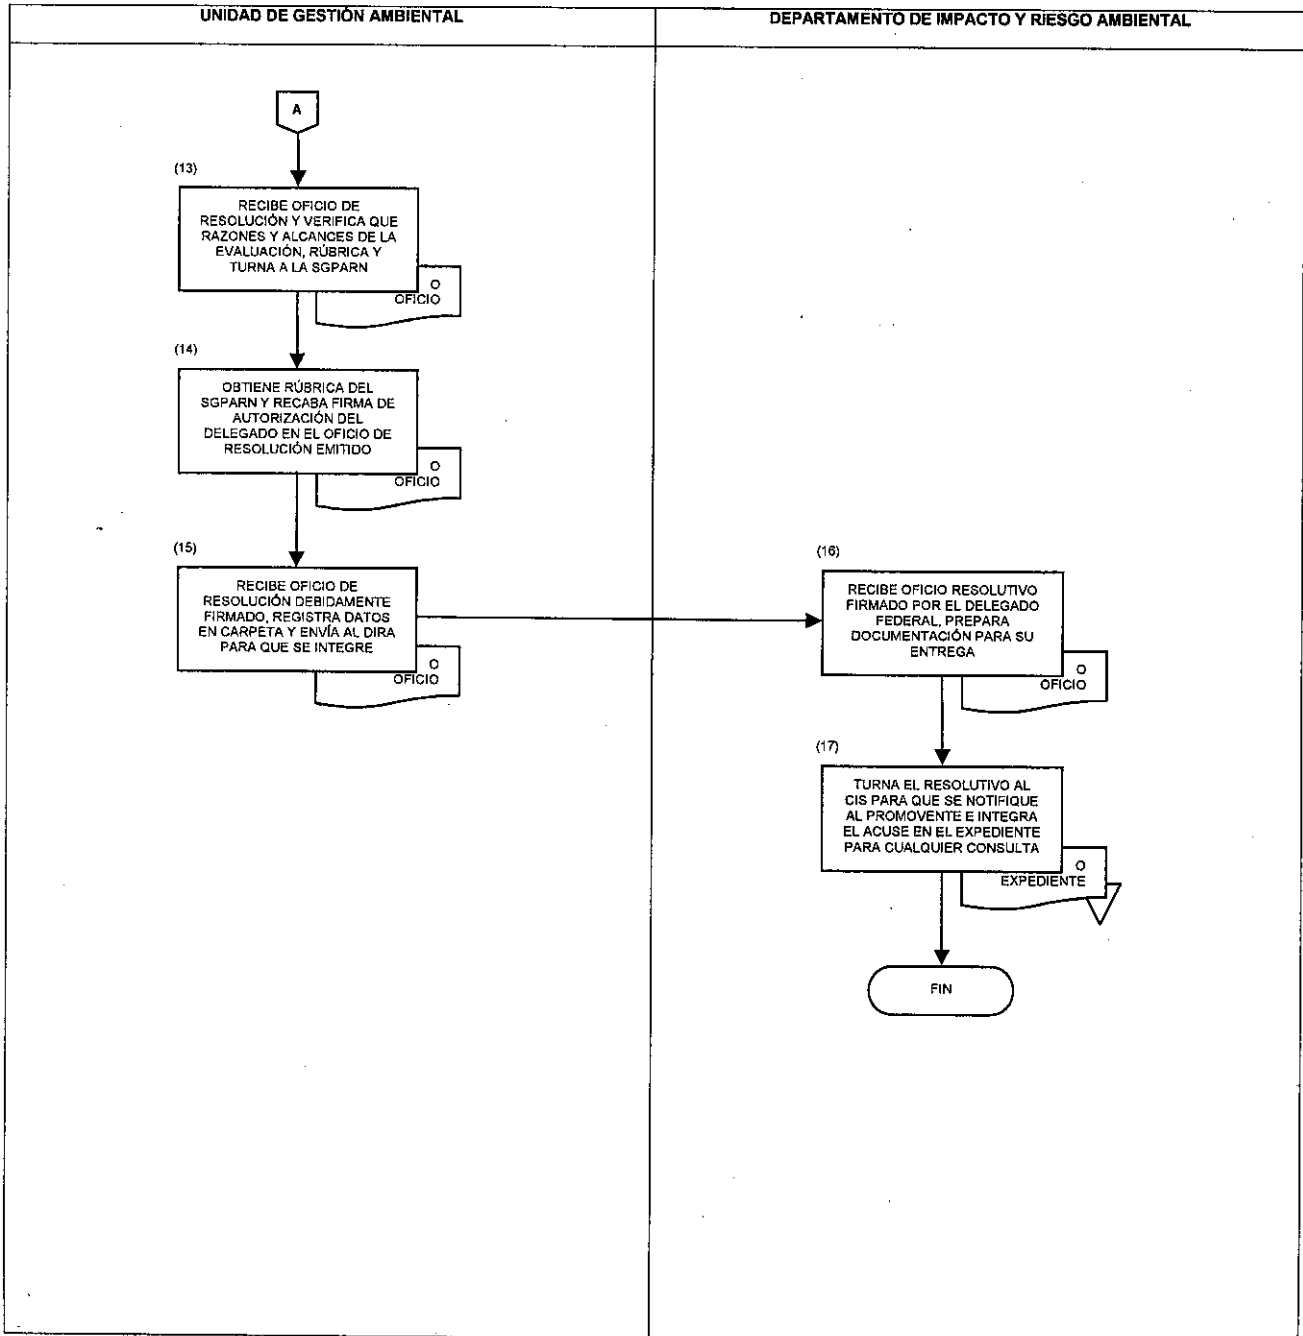 UNIDAD DE GESTIÓN AMBIENTAL
DEPARTAMENTO DE IMPACTO Y RIESGO AMBIENTAL
A
(13)
RECIBE OFICIO DE
RESOLUCIÓN Y VERIFICA QUE
RAZONES Y ALCANCES DE LA
EVALUACIÓN, RÚBRICA Y
TURNA A LA SGPARN
O
OFICIO
(14)
OBTIENE RÚBRICA DEL
SGPARN Y RECABA FIRMA DE
AUTORIZACIÓN DEL
DELEGADO EN EL OFICIO DE
RESOLUCIÓN EMITIDO
O
OFICIO
(15)
RECIBE OFICIO DE
RESOLUCIÓN DEBIDAMENTE
FIRMADO, REGISTRA DATOS
EN CARPETA Y ENVÍA AL DIRA
PARA QUE SE INTEGRE
O
OFICIO
(16)
RECIBE OFICIO RESOLUTIVO
FIRMADO POR EL DELEGADO
FEDERAL, PREPARA
DOCUMENTACIÓN PARA SU
ENTREGA
O
OFICIO
(17)
TURNA EL RESOLUTIVO AL
CIS PARA QUE SE NOTIFIQUE
AL PROMOVENTE E INTEGRA
EL ACUSE EN EL EXPEDIENTE
PARA CUALQUIER CONSULTA
O
EXPEDIENTE
FIN